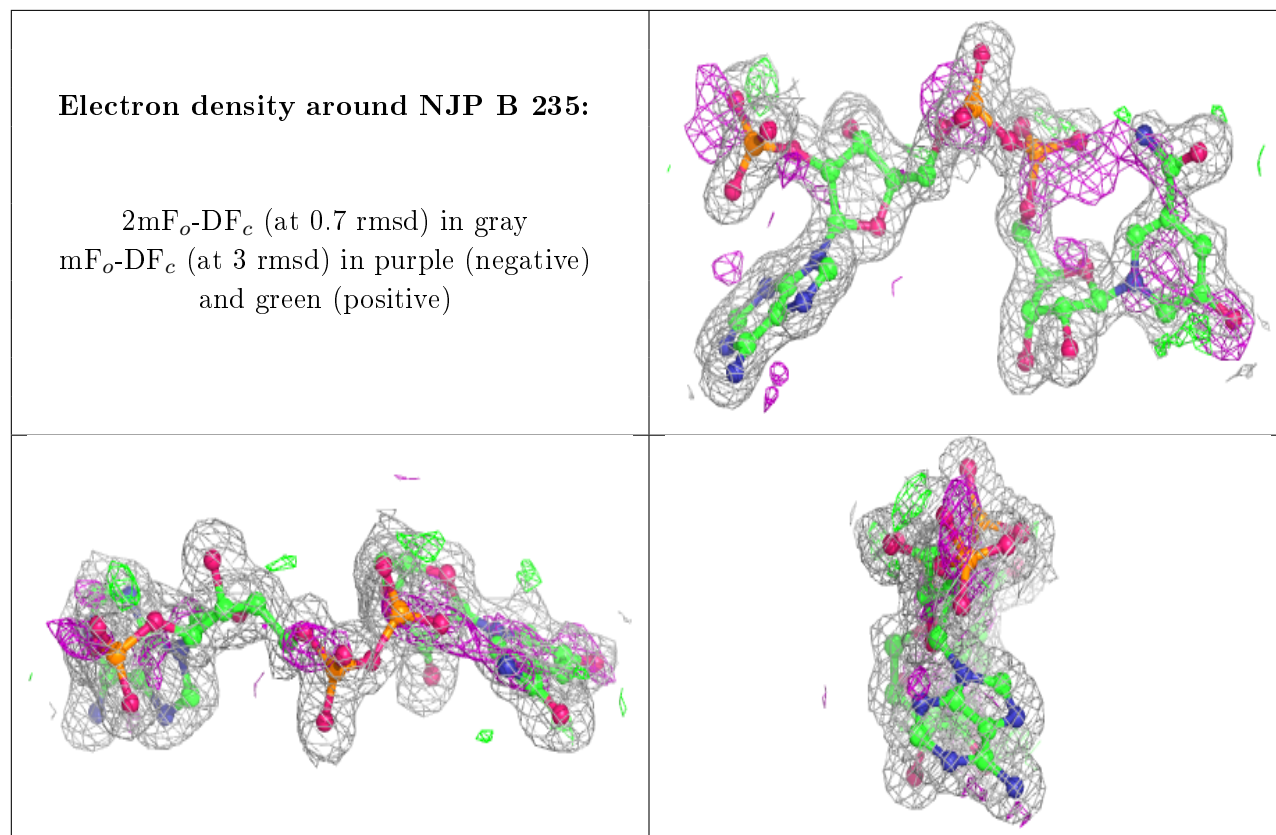 Electron density around NJP B 235:
2mFo-DFc (at 0.7 rmsd) in gray
mFo-DFc (at 3 rmsd) in purple (negative)
and green (positive)